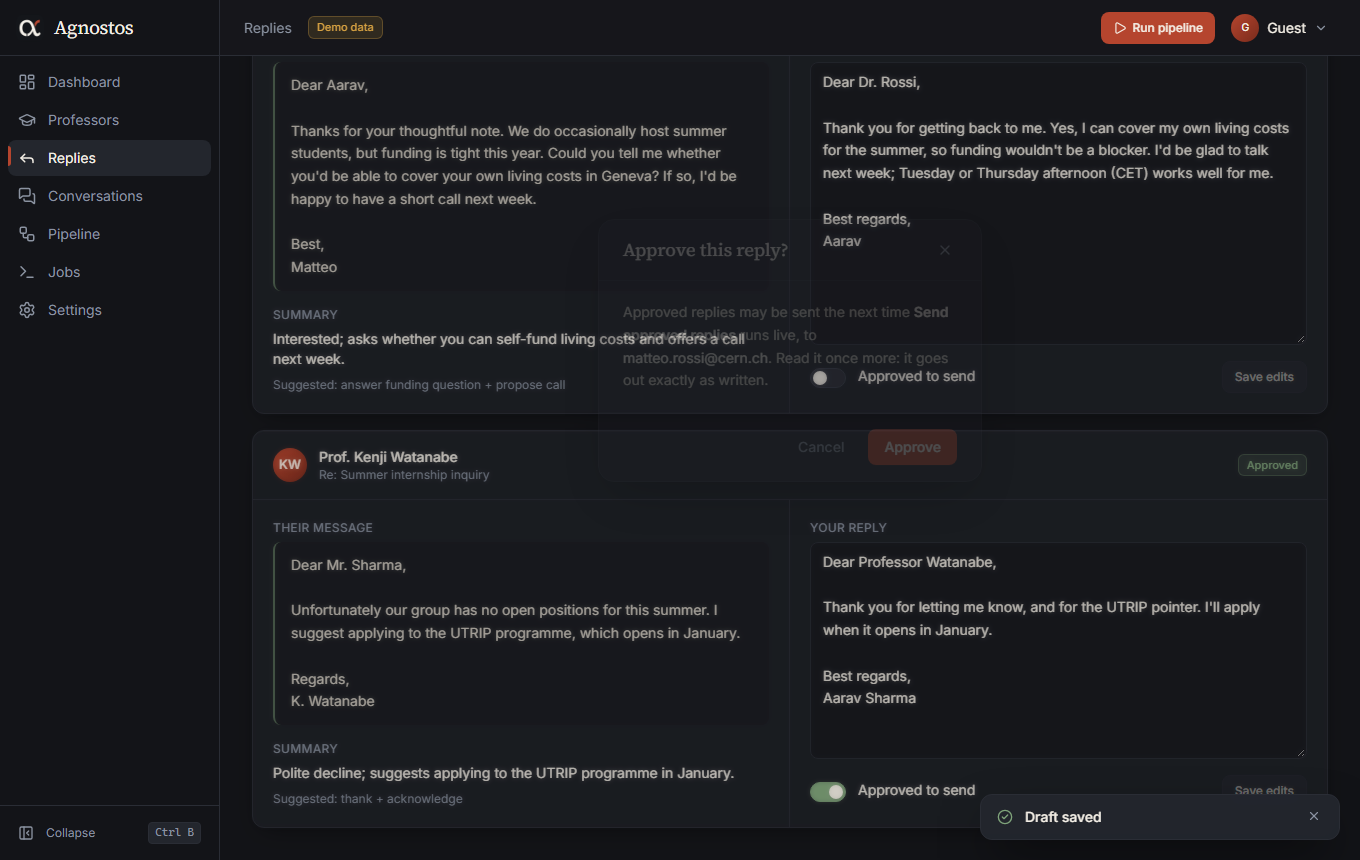 Agnostos
Replies
Demo data
Run pipeline
G
Guest
Dashboard
Professors
Replies
Conversations
Pipeline
Jobs
Settings
Collapse
Ctrl B
Dear Aarav,
Thanks for your thoughtful note. We do occasionally host summer
students, but funding is tight this year. Could you tell me whether
you'd be able to cover your own living costs in Geneva? If so, I'd be
happy to have a short call next week.
Best,
Matteo
SUMMARY
Interested; asks whether you can self-fund living costs and offers a call
next week.
Suggested: answer funding question + propose call
Dear Dr. Rossi,
Thank you for getting back to me. Yes, I can cover my own living costs
for the summer, so funding wouldn't be a blocker. I'd be glad to talk
next week; Tuesday or Thursday afternoon (CET) works well for me.
Best regards,
Aarav
Approved to send
Save edits
Approve this reply?
Approved replies may be sent the next time Send
approved replies runs live, to
matteo.rossi@cern.ch. Read it once more: it goes
out exactly as written.
Cancel
Approve
KW
Prof. Kenji Watanabe
Re: Summer internship inquiry
Approved
THEIR MESSAGE
Dear Mr. Sharma,
Unfortunately our group has no open positions for this summer. I
suggest applying to the UTRIP programme, which opens in January.
Regards,
K. Watanabe
SUMMARY
Polite decline; suggests applying to the UTRIP programme in January.
Suggested: thank + acknowledge
YOUR REPLY
Dear Professor Watanabe,
Thank you for letting me know, and for the UTRIP pointer. I'll apply
when it opens in January.
Best regards,
Aarav Sharma
Approved to send
Save edits
Draft saved